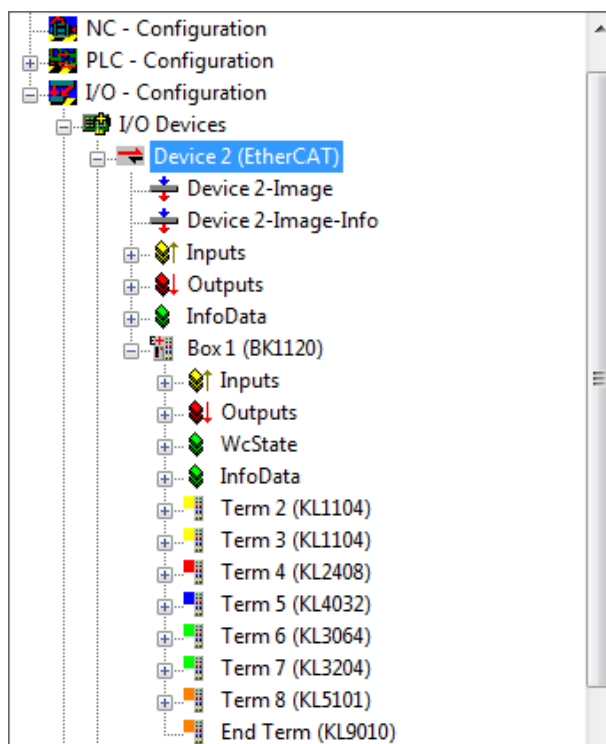 NC - Configuration
PLC - Configuration
I/O - Configuration
I/O Devices
Device 2 (EtherCAT)
Device 2-Image
Device 2-Image-Info
Inputs
Outputs
InfoData
Box 1 (BK1120)
Inputs
Outputs
WcState
InfoData
Term 2 (KL1104)
Term 3 (KL1104)
Term 4 (KL2408)
Term 5 (KL4032)
Term 6 (KL3064)
Term 7 (KL3204)
Term 8 (KL5101)
End Term (KL9010)